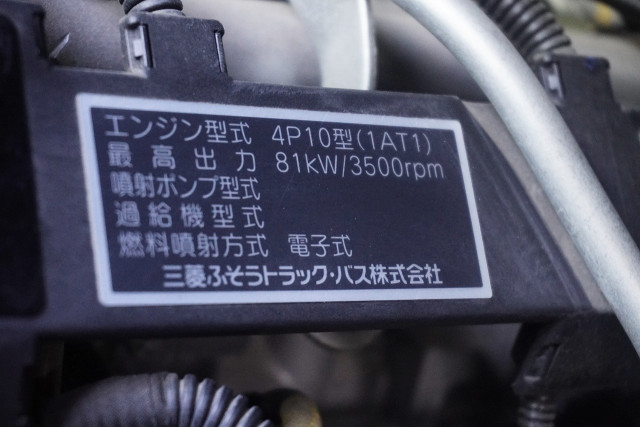 エンジン型式 4P10型(1AT1)
最高出力 81kW/3500rpm
噴射ポンプ型式
過給機型式
燃料噴射方式 電子式
三菱ふそうトラック・バス株式会社